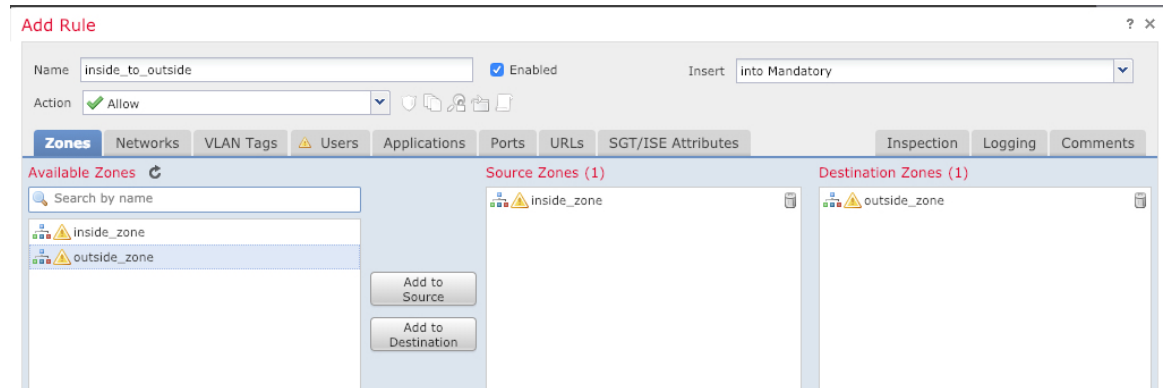 Add Rule
? ×
Name inside_to_outside Enabled Insert into Mandatory
Action Allow
Zones Networks VLAN Tags Users Applications Ports URLs SGT/ISE Attributes Inspection Logging Comments
Available Zones Source Zones (1) Destination Zones (1)
Search by name inside_zone outside_zone
inside_zone
outside_zone
Add to
Source
Add to
Destination